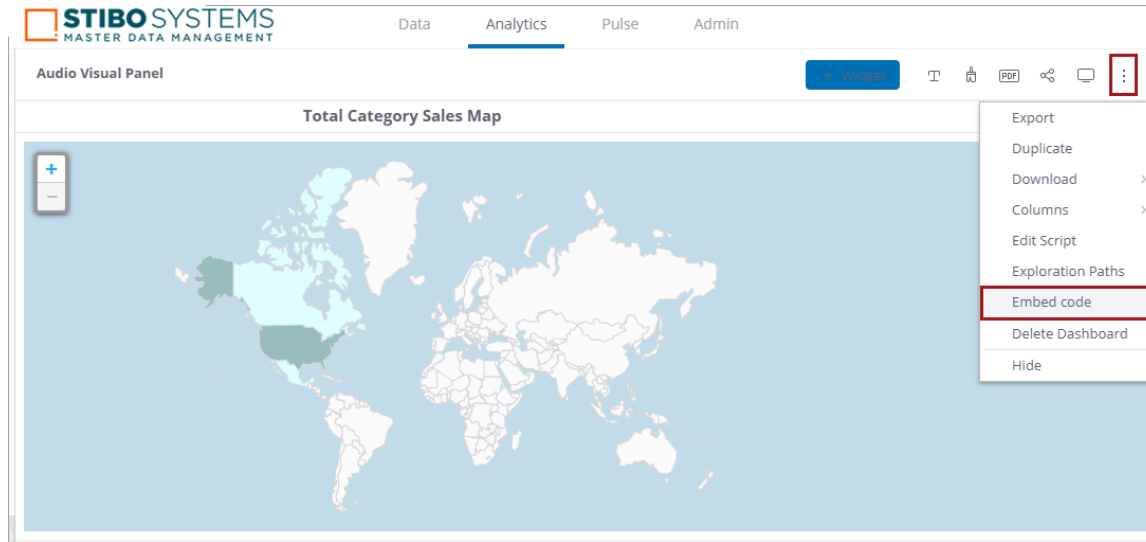 STIBO SYSTEMS
MASTER DATA MANAGEMENT
Data Analytics Pulse Admin
Audio Visual Panel
+ Widget
T
PDF
Total Category Sales Map
+
−
Export
Duplicate
Download
Columns
Edit Script
Exploration Paths
Embed code
Delete Dashboard
Hide